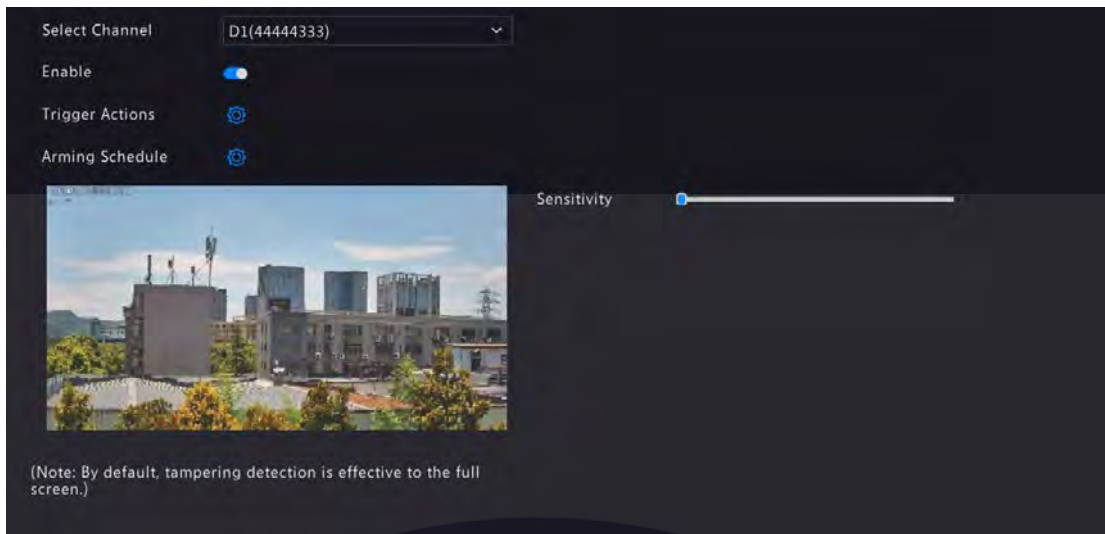 Select Channel D1(44444333)
Enable
Trigger Actions
Arming Schedule
Sensitivity
(Note: By default, tampering detection is effective to the full
screen.)